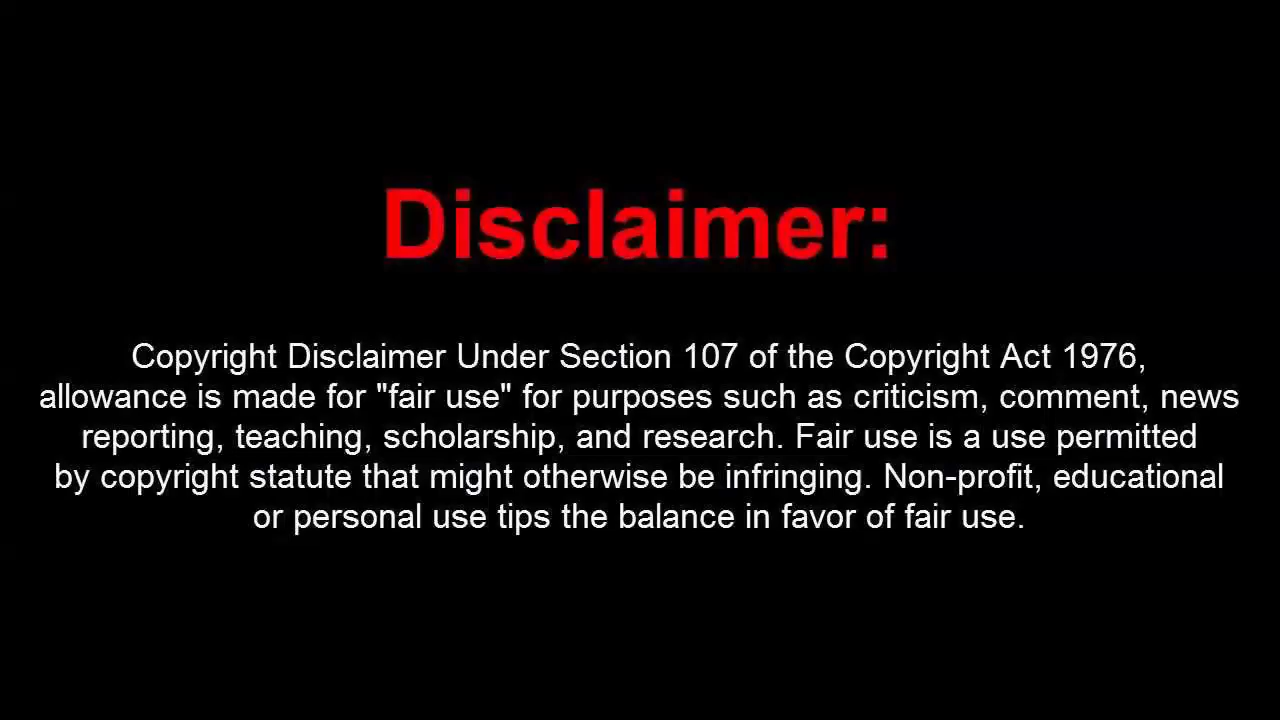 Disclaimer:
Copyright Disclaimer Under Section 107 of the Copyright Act 1976,
allowance is made for "fair use" for purposes such as criticism, comment, news
reporting, teaching, scholarship, and research. Fair use is a use permitted
by copyright statute that might otherwise be infringing. Non-profit, educational
or personal use tips the balance in favor of fair use.